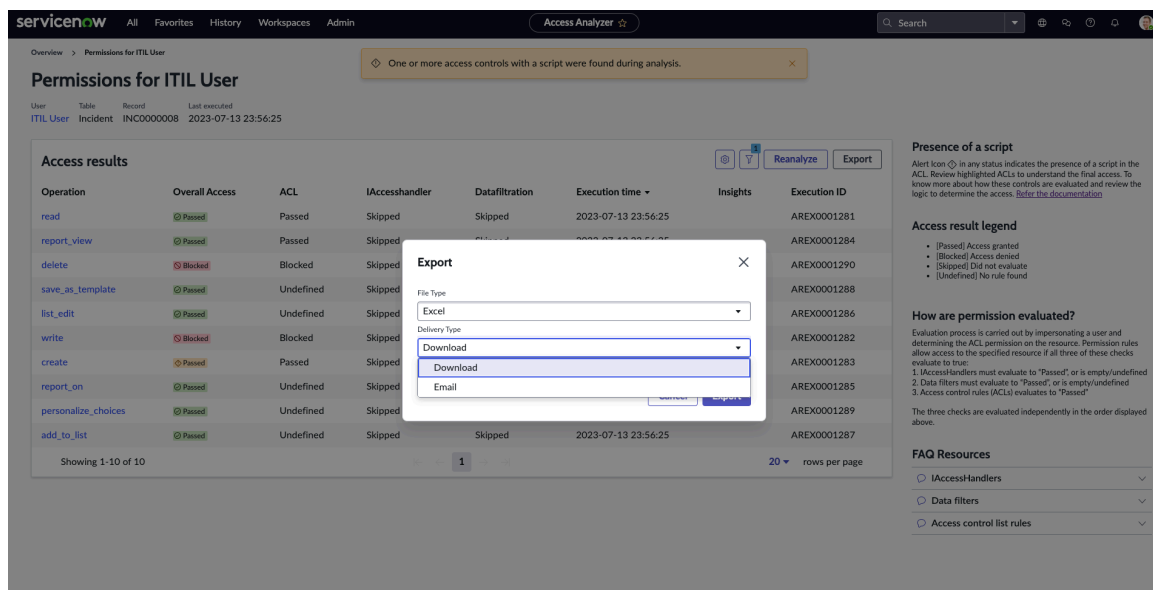 servicenow All Favorites History Workspaces Admin Access Analyzer ☆ Search
Overview > Permissions for ITIL User
One or more access controls with a script were found during analysis.
Permissions for ITIL User
User Table Record Last executed
ITIL User Incident INC0000008 2023-07-13 23:56:25
Access results 1 Reanalyze Export
Operation Overall Access ACL IAccesshandler Datafiltration Execution time Insights Execution ID
read Passed Passed Skipped Skipped 2023-07-13 23:56:25 AREX0001281
report_view Passed Passed Skipped Skipped 2023-07-13 23:56:25 AREX0001284
delete Blocked Blocked Skipped AREX0001290
save_as_template Passed Undefined Skipped AREX0001288
list_edit Passed Undefined Skipped AREX0001286
write Blocked Blocked Skipped AREX0001282
create Passed Passed Skipped AREX0001283
report_on Passed Undefined Skipped AREX0001285
personalize_choices Passed Undefined Skipped AREX0001289
add_to_list Passed Undefined Skipped Skipped 2023-07-13 23:56:25 AREX0001287
Showing 1-10 of 10 1 20 rows per page
Export
File Type
Excel
Delivery Type
Download
Download
Email
Cancel Export
Presence of a script
Alert Icon in any status indicates the presence of a script in the
ACL. Review highlighted ACLs to understand the final access. To
know more about how these controls are evaluated and review the
logic to determine the access. Refer the documentation
Access result legend
• [Passed] Access granted
• [Blocked] Access denied
• [Skipped] Did not evaluate
• [Undefined] No rule found
How are permission evaluated?
Evaluation process is carried out by impersonating a user and
determining the ACL permission on the resource. Permission rules
allow access to the specified resource if all three of these checks
evaluate to true:
1. IAccessHandlers must evaluate to "Passed", or is empty/undefined
2. Data filters must evaluate to "Passed", or is empty/undefined
3. Access control rules (ACLs) evaluates to "Passed"
The three checks are evaluated independently in the order displayed
above.
FAQ Resources
IAccessHandlers
Data filters
Access control list rules